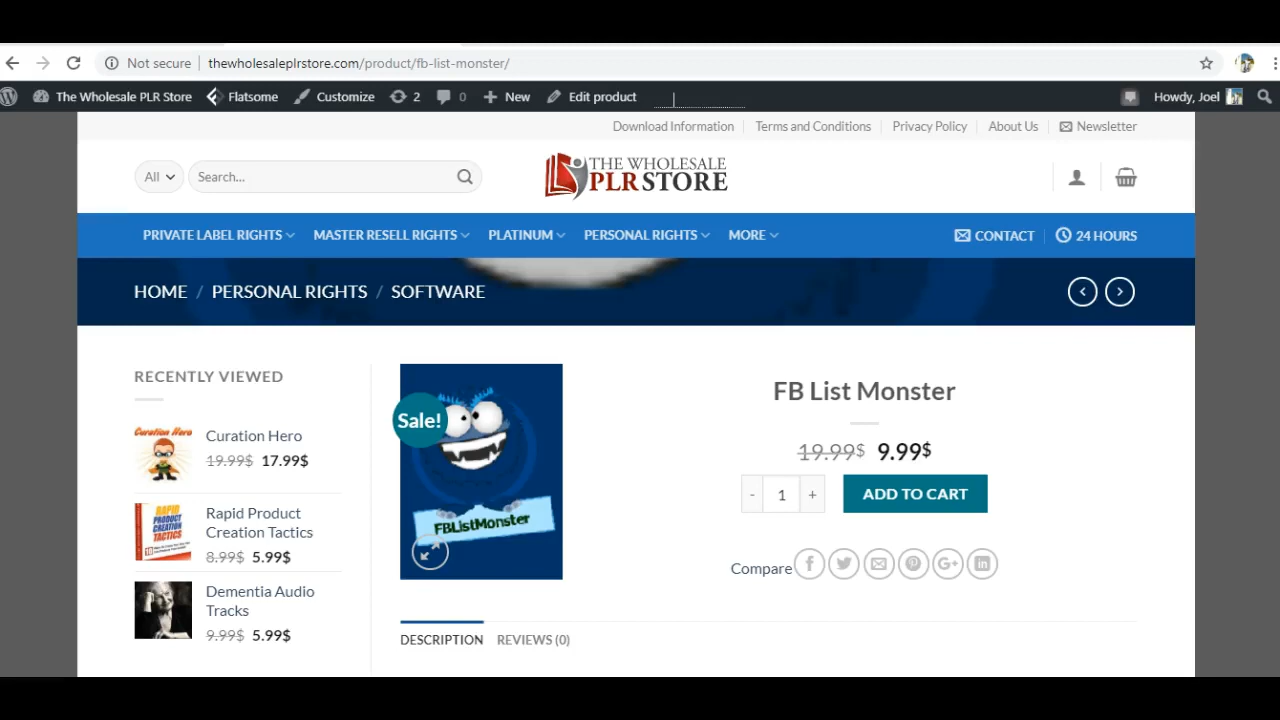 Not secure thewholesaleplrstore.com/product/fb-list-monster/
The Wholesale PLR Store Flatsome Customize 2 0 New Edit product Howdy, Joel
Download Information Terms and Conditions Privacy Policy About Us Newsletter
All Search... THE WHOLESALE
PLR STORE
PRIVATE LABEL RIGHTS MASTER RESELL RIGHTS PLATINUM PERSONAL RIGHTS MORE CONTACT 24 HOURS
HOME / PERSONAL RIGHTS / SOFTWARE
RECENTLY VIEWED
Curation Hero
Curation Hero
19.99$ 17.99$
RAPID
PRODUCT
CREATION
TACTICS
Rapid Product
Creation Tactics
8.99$ 5.99$
Dementia Audio
Tracks
9.99$ 5.99$
Sale!
FBListMonster
FB List Monster
19.99$ 9.99$
- 1 + ADD TO CART
Compare
DESCRIPTION REVIEWS (0)